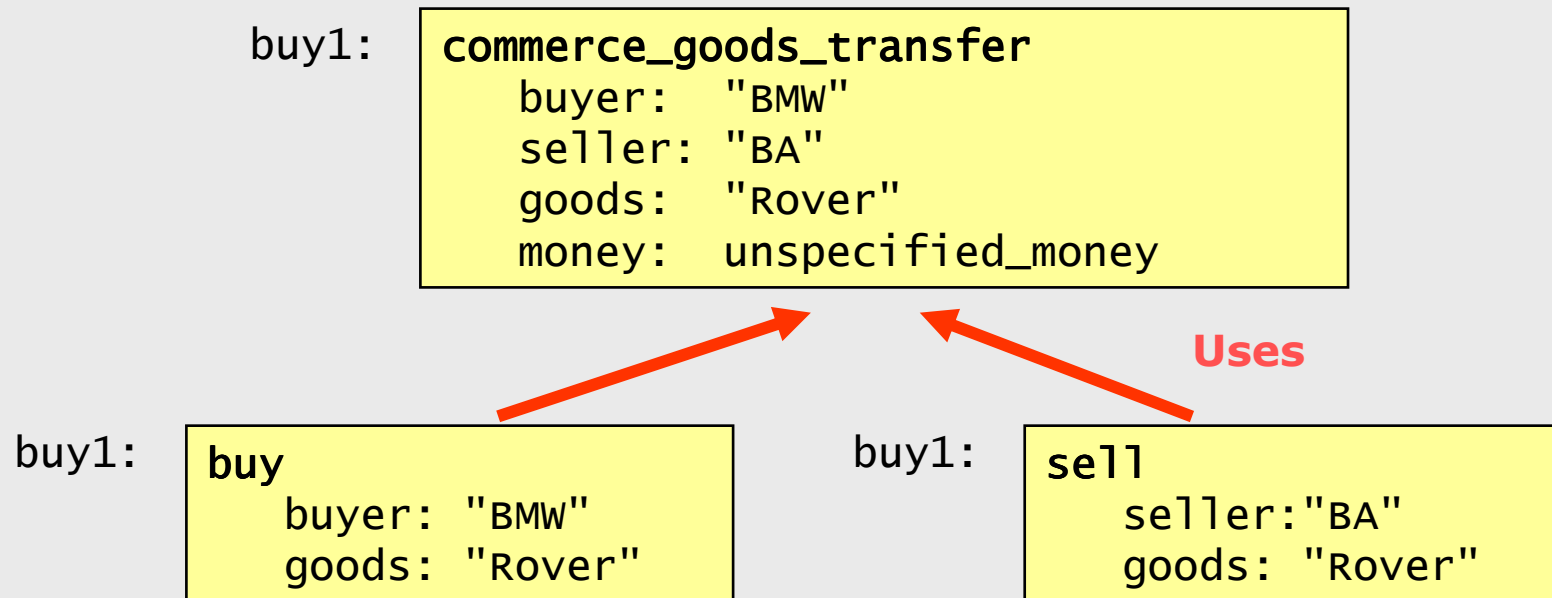 buy1: commerce_goods_transfer
buyer: "BMW"
seller: "BA"
goods: "Rover"
money: unspecified_money
Uses
buy1: buy
buyer: "BMW"
goods: "Rover"
buy1: sell
seller:"BA"
goods: "Rover"